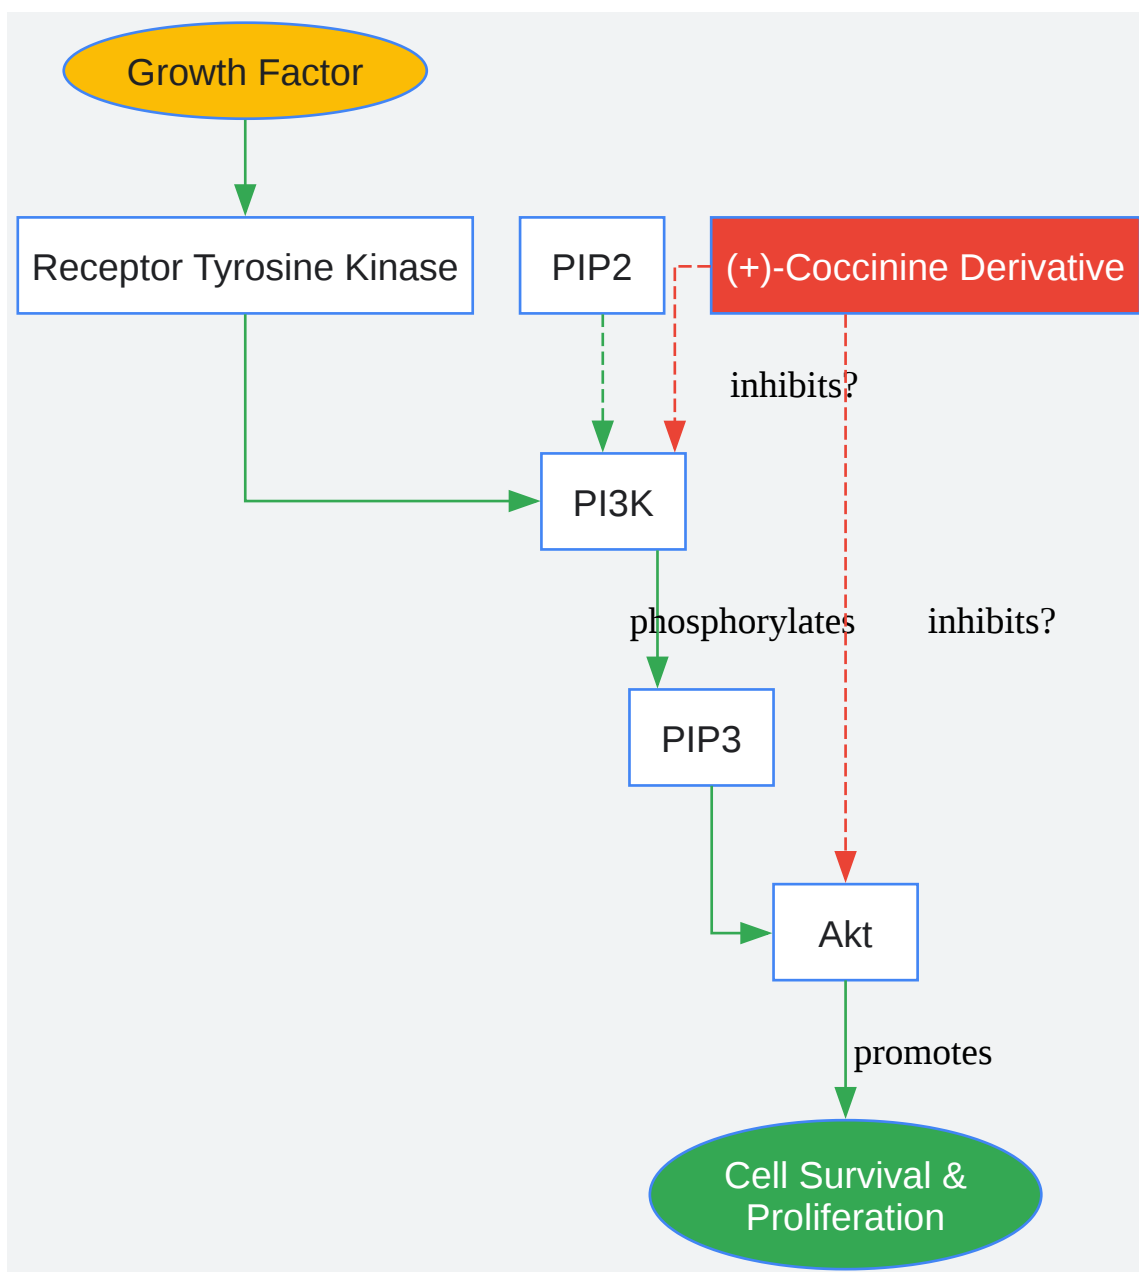 Growth Factor
Receptor Tyrosine Kinase
PIP2
(+)-Coccinine Derivative
inhibits?
PI3K
phosphorylates
inhibits?
PIP3
Akt
promotes
Cell Survival &
Proliferation